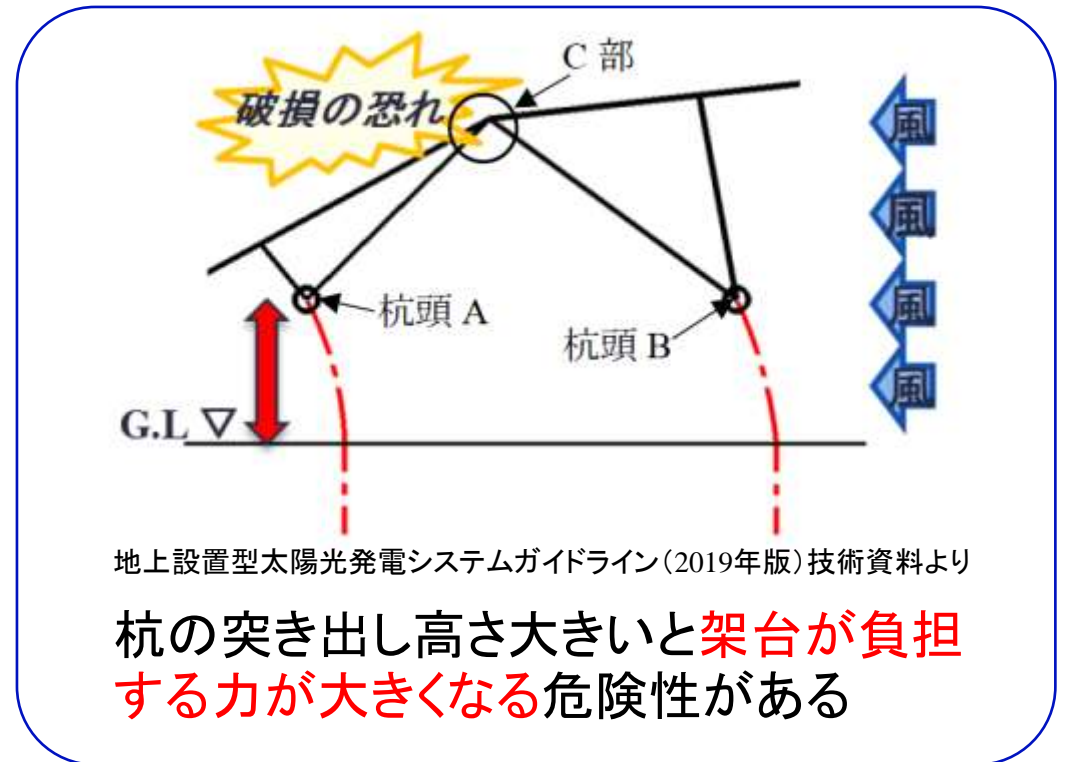 C 部
破損の恐れ
風
風
杭頭 A
風
杭頭 B
風
G.L ▽
地上設置型太陽光発電システムガイドライン（2019年版）技術資料より
杭の突き出し高さ大きいと架台が負担
する力が大きくなる危険性がある